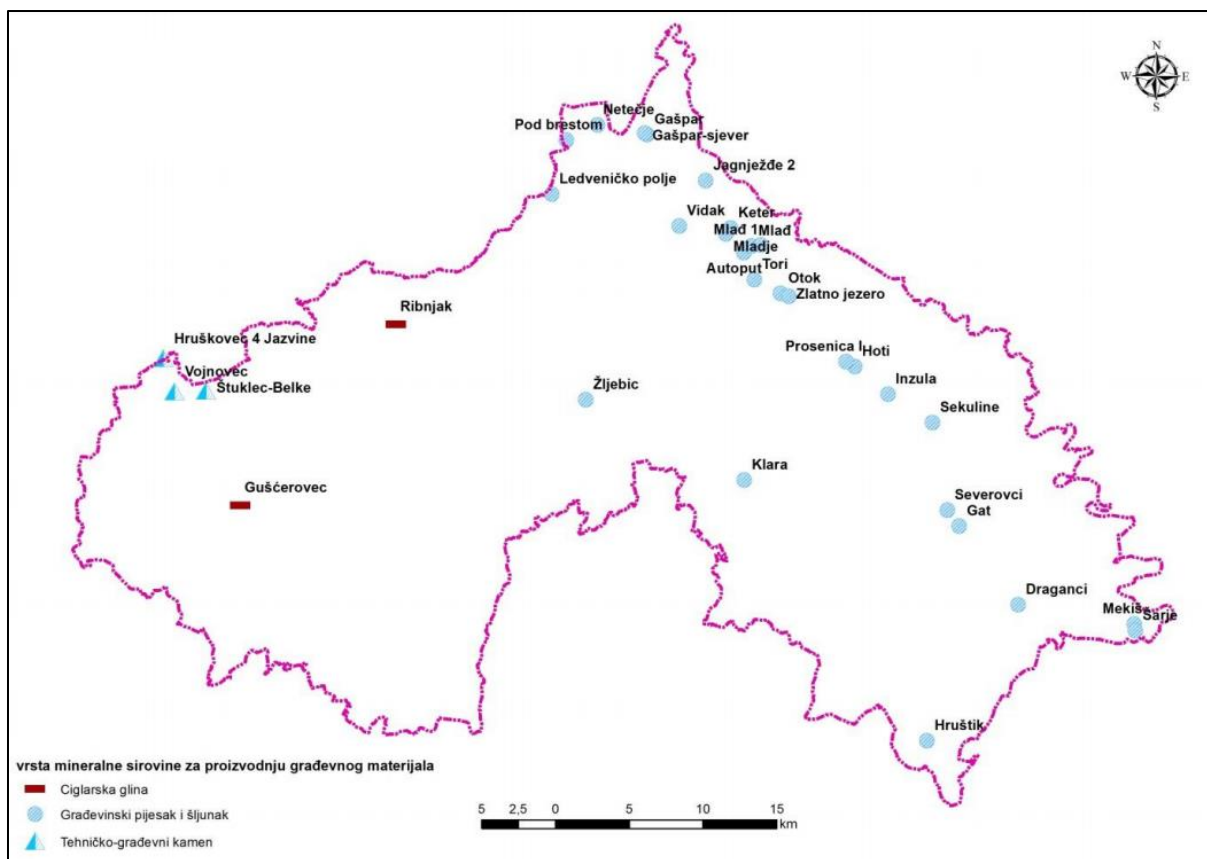 N
W E
S
Netečje
Pod brestom
Gašpar
Gašpar-sjever
Ledveničko polje
Jagnježđe 2
Vidak
Keter
Mlađ 1
Mlađ
Mladje
Autoput
Tori
Otok
Zlatno jezero
Ribnjak
Hruškovec 4 Jazvine
Vojnovec
Štuklec-Belke
Prosenica I
Hoti
Žljebic
Inzula
Sekuline
Klara
Gušćerovec
Severovci
Gat
Draganci
Mekiš
Sarje
Hruštik
vrsta mineralne sirovine za proizvodnju građevnog materijala
Ciglarska glina
Građevinski pijesak i šljunak
Tehničko-građevni kamen
5 2,5 0 5 10 15
km